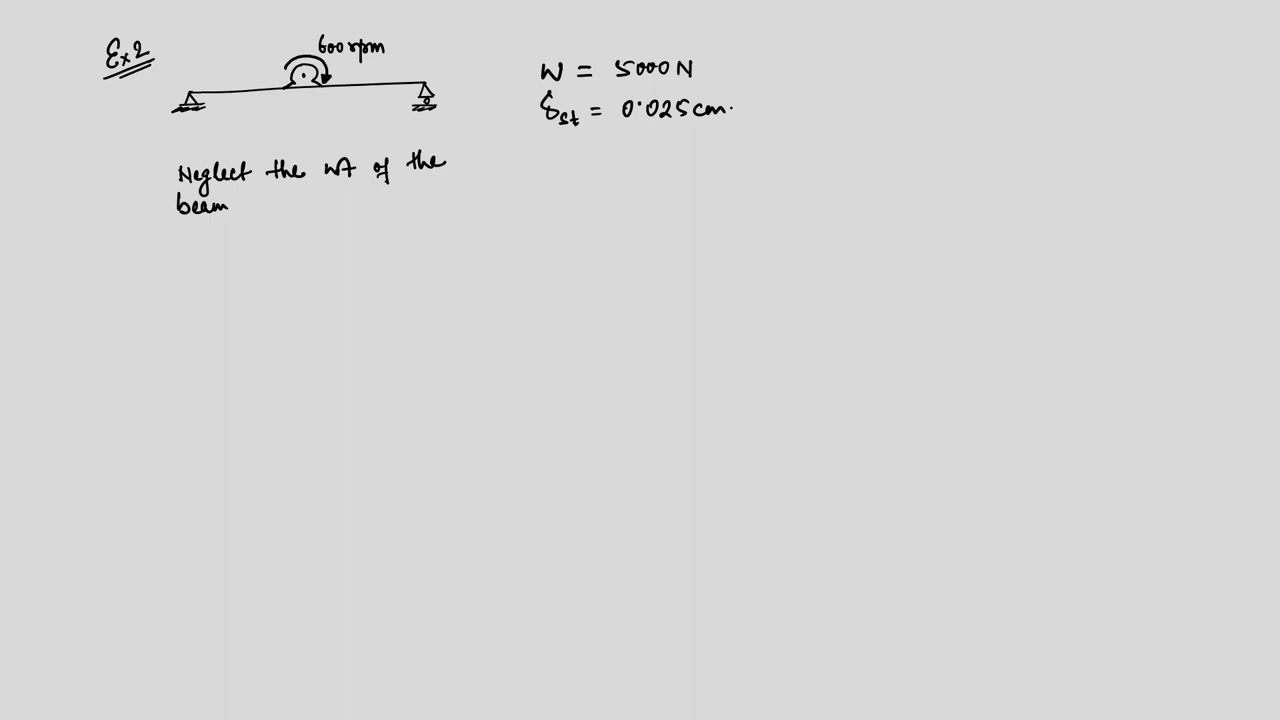 Ex 2
600 rpm
W = 5000 N
δst = 0.025 cm.
Neglect the wt of the
beam